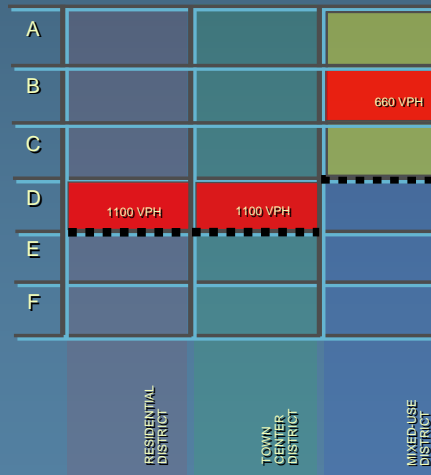 A
B
660 VPH
C
D
1100 VPH
1100 VPH
E
F
RESIDENTIAL
DISTRICT
TOWN
CENTER
DISTRICT
MIXED-USE
DISTRICT